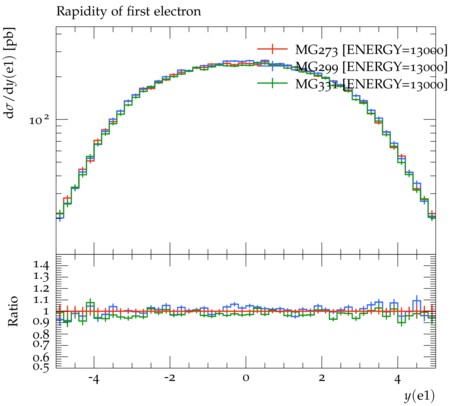 Rapidity of first electron
dσ/dy(e1) [pb]
MG273 [ENERGY=13000]
MG299 [ENERGY=13000]
MG331 [ENERGY=13000]
10²
Ratio
1.4
1.3
1.2
1.1
1
0.9
0.8
0.7
0.6
0.5
-4 -2 0 2 4
y(e1)